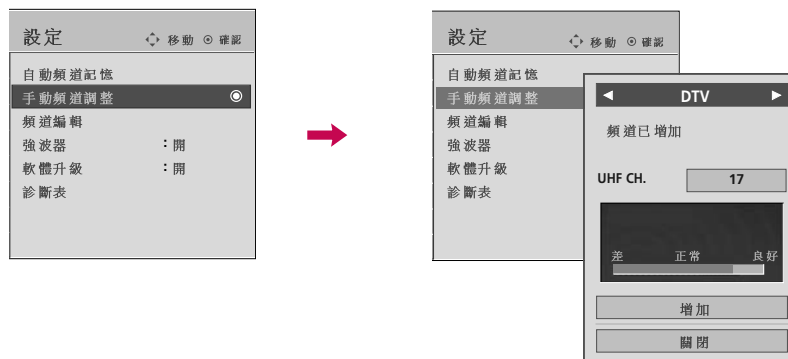 設定 移動 確認
自動頻道記憶
手動頻道調整
頻道編輯
強波器 : 開
軟體升級 : 開
診斷表
設定 移動 確認
自動頻道記憶
手動頻道調整
頻道編輯
強波器
軟體升級
診斷表
DTV
頻道已增加
UHF CH. 17
差 正常 良好
增加
關閉